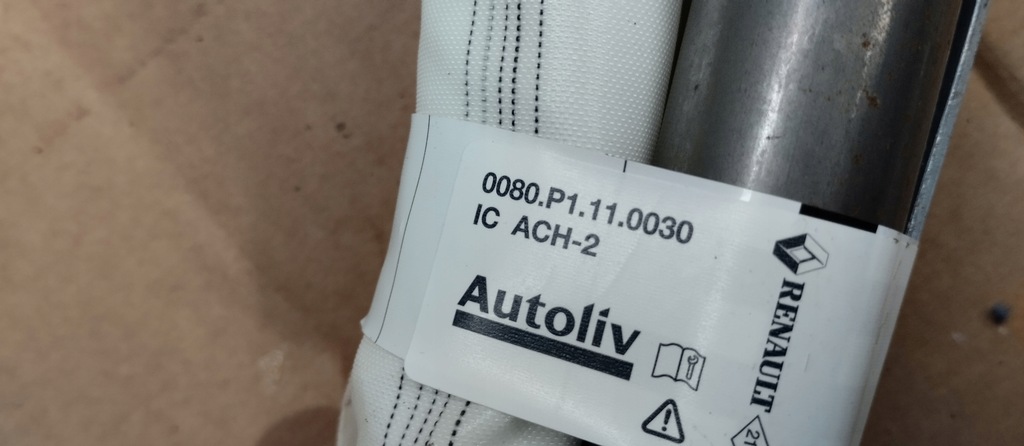 0080.P1.11.0030
IC ACH-2
Autoliv
RENAULT